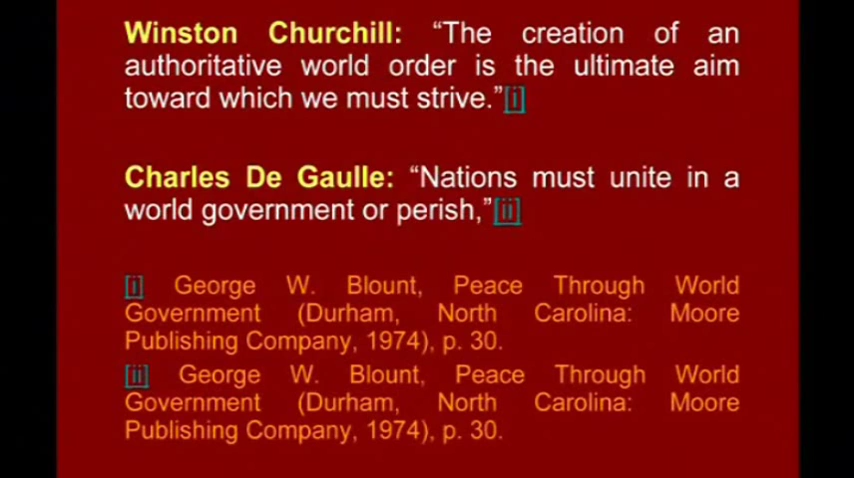 Winston Churchill: “The creation of an
authoritative world order is the ultimate aim
toward which we must strive.”[i]
Charles De Gaulle: “Nations must unite in a
world government or perish,”[ii]
[i] George W. Blount, Peace Through World
Government (Durham, North Carolina: Moore
Publishing Company, 1974), p. 30.
[ii] George W. Blount, Peace Through World
Government (Durham, North Carolina: Moore
Publishing Company, 1974), p. 30.